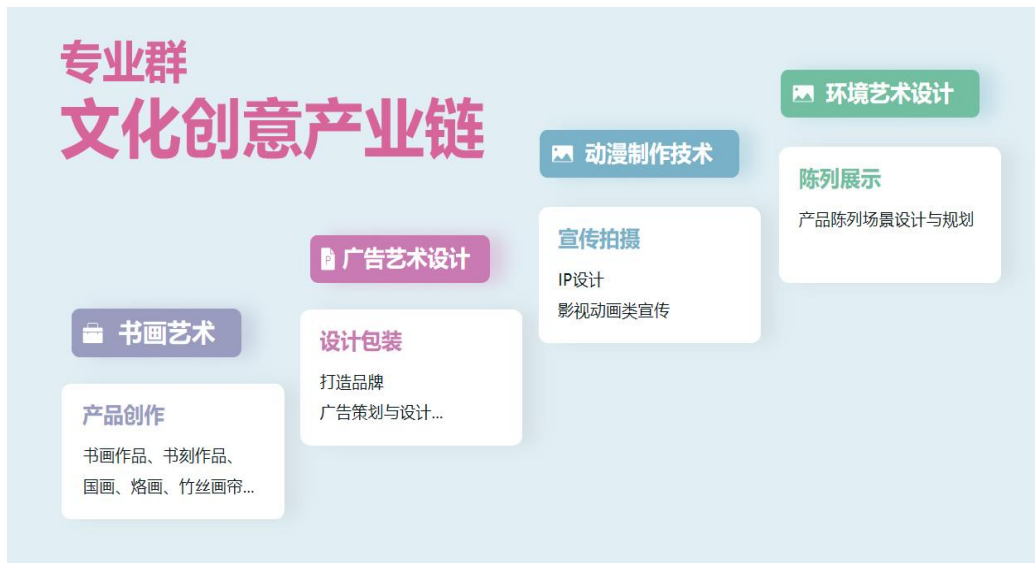 专业群
文化创意产业链
书画艺术
产品创作
书画作品、书刻作品、
国画、烙画、竹丝画帘...
广告艺术设计
设计包装
打造品牌
广告策划与设计...
动漫制作技术
宣传拍摄
IP设计
影视动画类宣传
环境艺术设计
陈列展示
产品陈列场景设计与规划